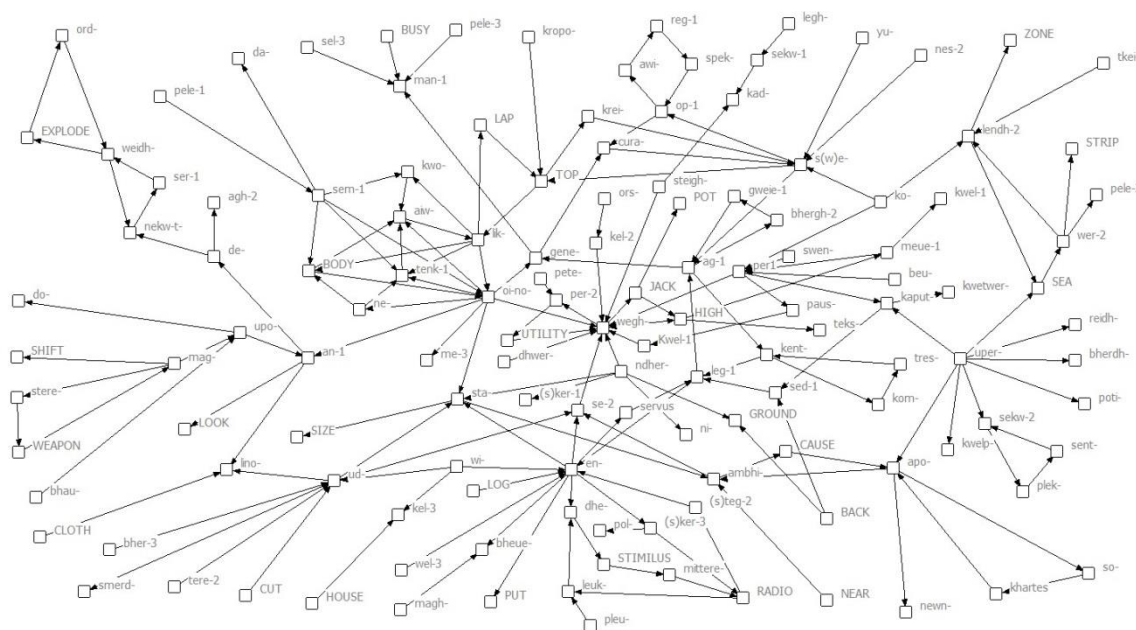 ord-
BUSY
pele-3
kropo-
reg-1
legh-
yu-
nes-2
ZONE
tkei
da-
sel-3
man-1
awi-
spek-
sekw-1
kad-
pele-1
EXPLODE
weidh-
LAP
krei-
op-1
cura-
lendh-2
STRIP
ser-1
kwo-
TOP
s(w)e-
agh-2
sem-1
aiw-
ors-
steigh-
POT
gweie-1
bhergh-2
ko-
kwel-1
pele-
nekw-t-
de-
lik-
kel-2
wer-2
BODY
tenk-1
gene-
ag-1
swen-
per1
meue-1
oi-no-
pete-
JACK
beu-
SEA
do-
ne-
per-2
kaput-
kwetwer-
upo-
UTILITY
wegh-
HIGH
paus-
teks-
reidh-
SHIFT
mag-
an-1
me-3
dhwer-
Kwel-1
kent-
tres-
uper-
bherdh-
stere-
ndher-
leg-1
sed-1
kom-
poti-
sta-
(s)ker-1
se-2
servus
GROUND
sekw-2
WEAPON
LOOK
SIZE
ni-
CAUSE
kwelp-
sent-
bhau-
lino-
ud-
wi-
en-
ambhi-
apo-
plek-
LOG
(s)teg-2
CLOTH
kel-3
dhe-
pol-
(s)ker-3
BACK
bher-3
bheue-
STIMILUS
mittere-
smerd-
tere-2
CUT
HOUSE
wel-3
magh-
PUT
leuk-
RADIO
NEAR
so-
khartes
newn-
pleu-